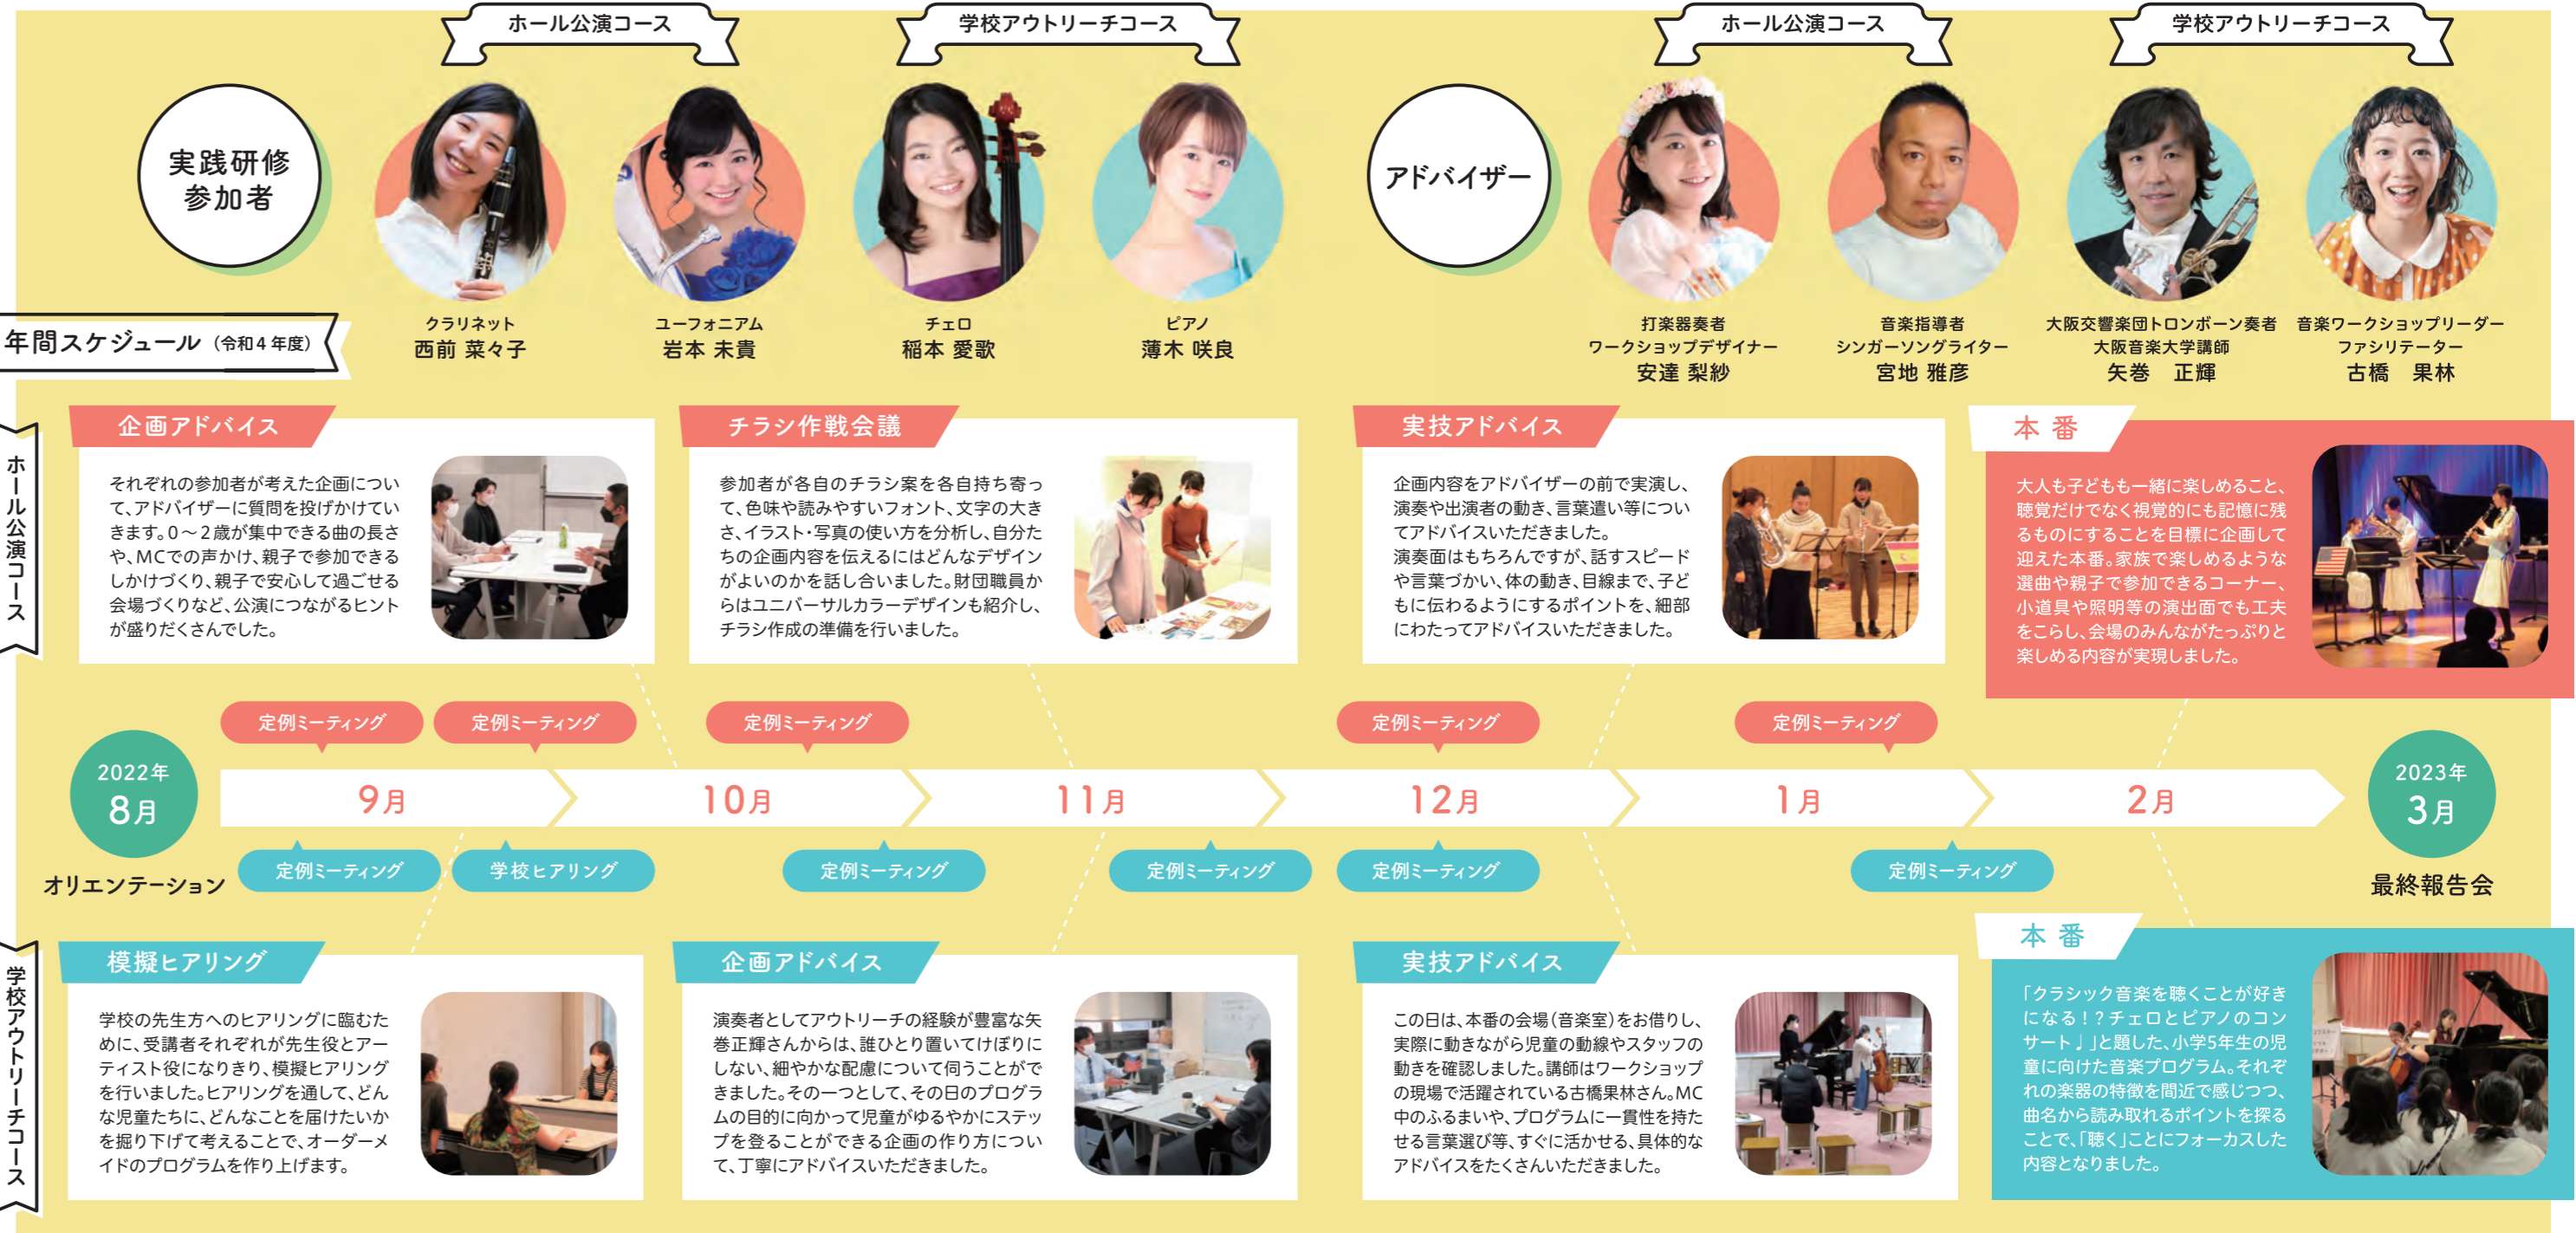 ホール公演コース
学校アウトリーチコース
ホール公演コース
学校アウトリーチコース
実践研修
参加者
クラリネット
西前 菜々子
ユーフォニアム
岩本 未貴
チェロ
稲本 愛歌
ピアノ
薄木 咲良
アドバイザー
打楽器奏者
ワークショップデザイナー
安達 梨紗
音楽指導者
シンガーソングライター
宮地 雅彦
大阪交響楽団トロンボーン奏者
大阪音楽大学講師
矢巻 正輝
音楽ワークショップリーダー
ファシリテーター
古橋 果林
年間スケジュール（令和4年度）
ホール公演コース
企画アドバイス
それぞれの参加者が考えた企画につい
て、アドバイザーに質問を投げかけてい
きます。0～2歳が集中できる曲の長さ
や、MCでの声かけ、親子で参加できる
しかけづくり、親子で安心して過ごせる
会場づくりなど、公演につながるヒント
が盛りだくさんでした。
チラシ作戦会議
参加者が各自のチラシ案を各自持ち寄っ
て、色味や読みやすいフォント、文字の大き
さ、イラスト・写真の使い方を分析し、自分た
ちの企画内容を伝えるにはどんなデザイン
がよいのかを話し合いました。財団職員か
らはユニバーサルカラーデザインも紹介し、
チラシ作成の準備を行いました。
実技アドバイス
企画内容をアドバイザーの前で実演し、
演奏や出演者の動き、言葉遣い等につい
てアドバイスいただきました。
演奏面はもちろんですが、話すスピード
や言葉づかい、体の動き、目線まで、子ど
もに伝わるようにするポイントを、細部
にわたってアドバイスいただきました。
本番
大人も子どもも一緒に楽しめること、
聴覚だけでなく視覚的にも記憶に残
るものにすることを目標に企画して
迎えた本番。家族で楽しめるような
選曲や親子で参加できるコーナー、
小道具や照明等の演出面でも工夫
をこらし、会場のみんながたっぷりと
楽しめる内容が実現しました。
定例ミーティング
定例ミーティング
定例ミーティング
定例ミーティング
定例ミーティング
2022年
8月
オリエンテーション
9月
10月
11月
12月
1月
2月
2023年
3月
最終報告会
定例ミーティング
学校ヒアリング
定例ミーティング
定例ミーティング
定例ミーティング
定例ミーティング
学校アウトリーチコース
模擬ヒアリング
学校の先生方へのヒアリングに臨むた
めに、受講者それぞれが先生役とアー
ティスト役になりきり、模擬ヒアリング
を行いました。ヒアリングを通して、どん
な児童たちに、どんなことを届けたいか
を掘り下げて考えることで、オーダーメ
イドのプログラムを作り上げます。
企画アドバイス
演奏者としてアウトリーチの経験が豊富な矢
巻正輝さんからは、誰ひとり置いてけぼりに
しない、細やかな配慮について伺うことがで
きました。その一つとして、その日のプログラ
ムの目的に向かって児童がゆるやかにステッ
プを登ることができる企画の作り方につい
て、丁寧にアドバイスいただきました。
実技アドバイス
この日は、本番の会場（音楽室）をお借りし、
実際に動きながら児童の動線やスタッフの
動きを確認しました。講師はワークショップ
の現場で活躍されている古橋果林さん。MC
中のふるまいや、プログラムに一貫性を持た
せる言葉選び等、すぐに活かせる、具体的な
アドバイスをたくさんいただきました。
本番
「クラシック音楽を聴くことが好き
になる！？チェロとピアノのコン
サート♩」と題した、小学5年生の児
童に向けた音楽プログラム。それぞ
れの楽器の特徴を間近で感じつつ、
曲名から読み取れるポイントを探る
ことで、「聴く」ことにフォーカスした
内容となりました。